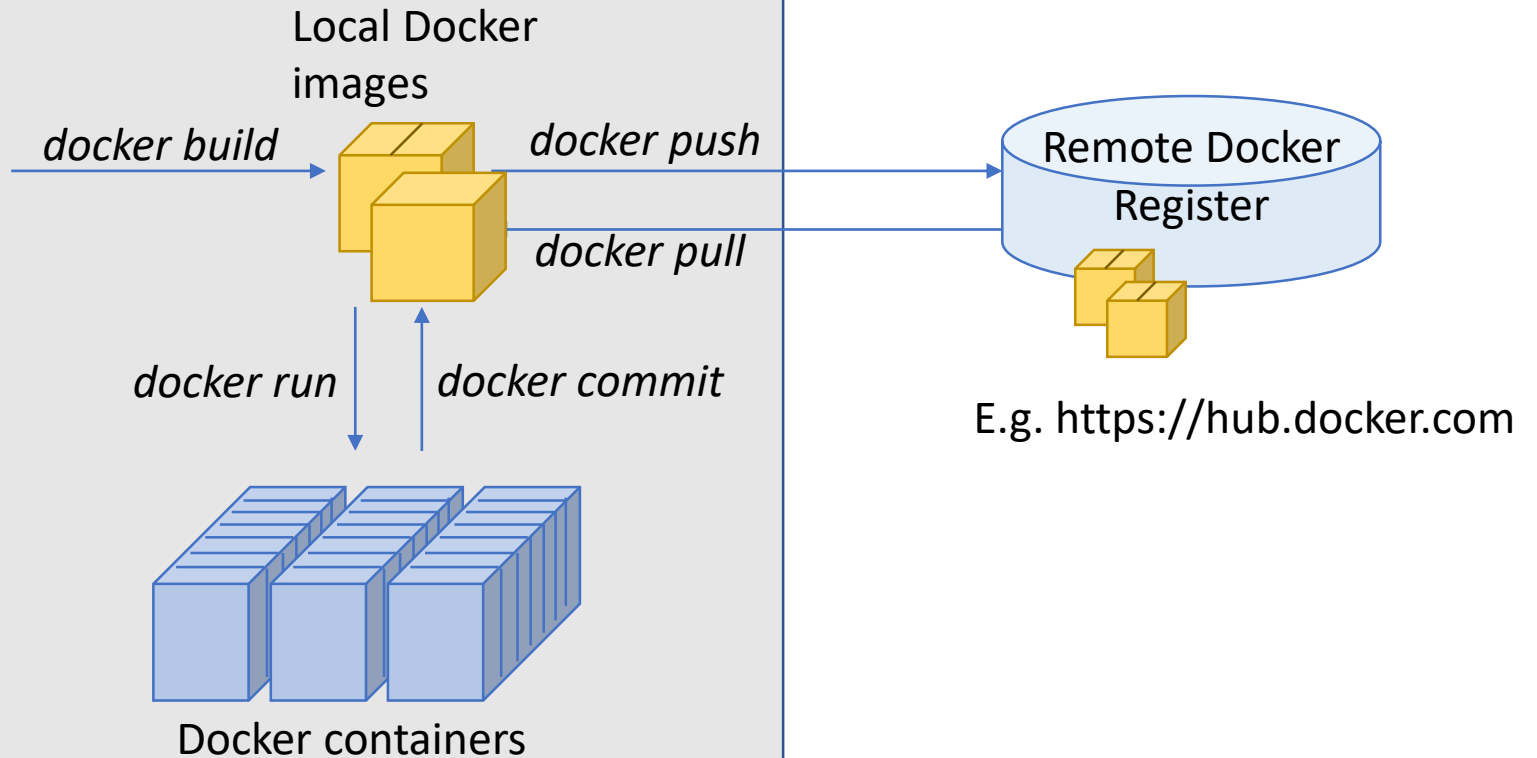 Local Docker
images
docker build
docker push
docker pull
Remote Docker
Register
docker run
docker commit
E.g. https://hub.docker.com
Docker containers